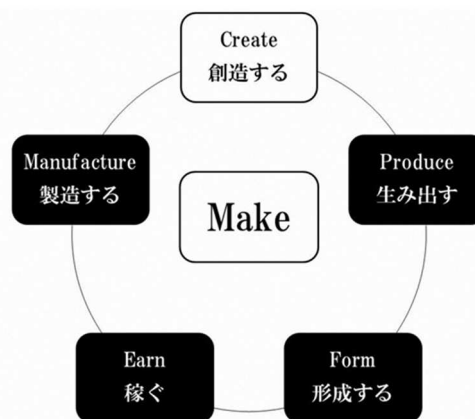 Create
創造する
Manufacture
製造する
Produce
生み出す
Make
Earn
稼ぐ
Form
形成する